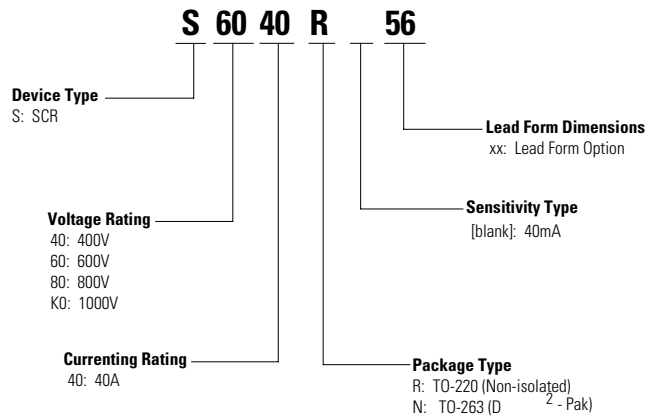 S 60 40 R 56
Device Type
S: SCR
Lead Form Dimensions
xx: Lead Form Option
Voltage Rating
40: 400V
60: 600V
80: 800V
K0: 1000V
Sensitivity Type
[blank]: 40mA
Currenting Rating
40: 40A
Package Type
R: TO-220 (Non-isolated)
N: TO-263 (D 2 - Pak)